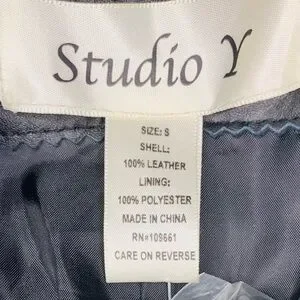 Studio Y
SIZE: S
SHELL:
100% LEATHER
LINING:
100% POLYESTER
MADE IN CHINA
RN#109661
CARE ON REVERSE